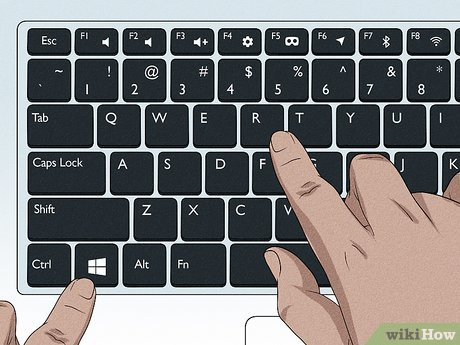 Esc F1 F2 F3 F4 F5 F6 F7 F8
` ~ 1 ! 2 @ 3 # 4 $ 5 % 6 ^ 7 & 8 *
Tab Q W E R T Y U I
Caps Lock A S D F G J K
Shift Z X C V
Ctrl Alt Fn
wikiHow